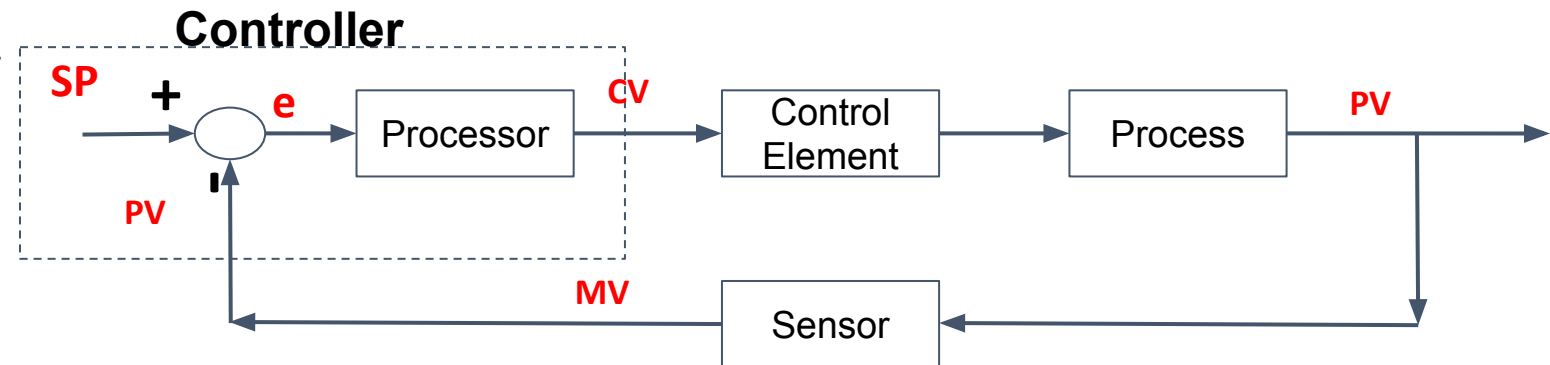 Controller
SP
+
e
Processor
CV
Control
Element
Process
PV
-
PV
MV
Sensor